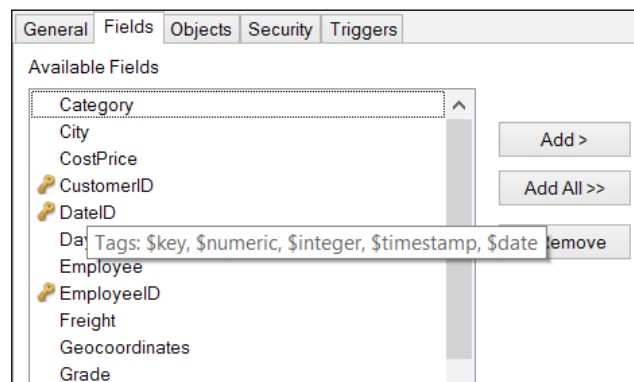 General Fields Objects Security Triggers
Available Fields
Category
City
CostPrice
CustomerID
DateID
Tags: $key, $numeric, $integer, $timestamp, $date
Employee
EmployeeID
Freight
Geocoordinates
Grade
Add >
Add All >>